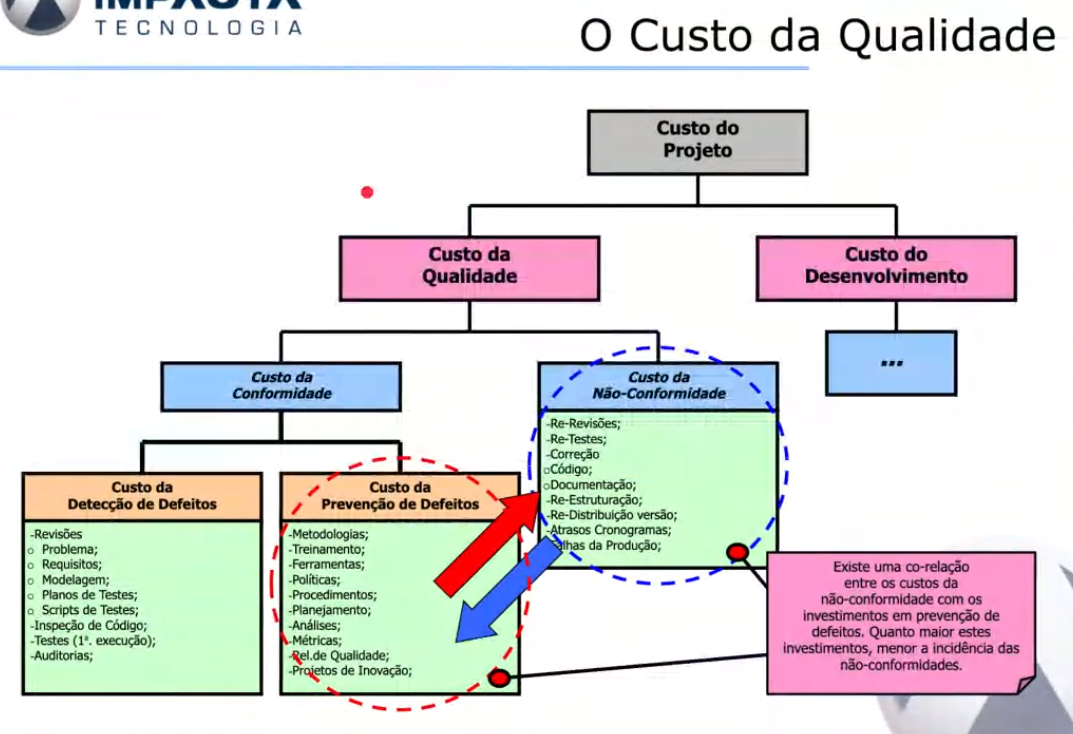 TECNOLOGIA
O Custo da Qualidade
Custo do
Projeto
Custo da
Qualidade
Custo do
Desenvolvimento
Custo da
Conformidade
Custo da
Não-Conformidade
...
-Re-Revisões;
-Re-Testes;
-Correção
oCódigo;
oDocumentação;
-Re-Estruturação;
-Re-Distribuição versão;
-Atrasos Cronogramas;
-Falhas da Produção;
Custo da
Detecção de Defeitos
-Revisões
o Problema;
o Requisitos;
o Modelagem;
o Planos de Testes;
o Scripts de Testes;
-Inspeção de Código;
-Testes (1ª. execução);
-Auditorias;
Custo da
Prevenção de Defeitos
-Metodologias;
-Treinamento;
-Ferramentas;
-Políticas;
-Procedimentos;
-Planejamento;
-Análises;
-Métricas;
-Rel.de Qualidade;
-Projetos de Inovação;
Existe uma co-relação
entre os custos da
não-conformidade com os
investimentos em prevenção de
defeitos. Quanto maior estes
investimentos, menor a incidência das
não-conformidades.